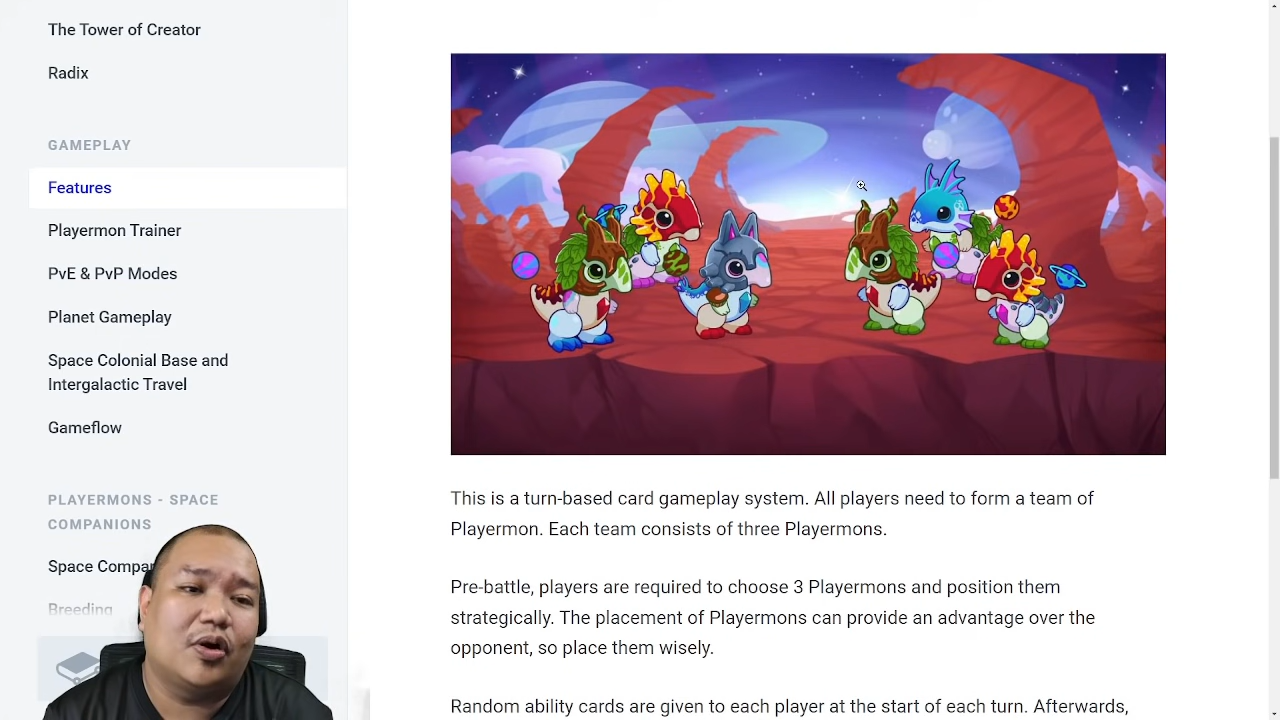 The Tower of Creator
Radix
GAMEPLAY
Features
Playermon Trainer
PvE & PvP Modes
Planet Gameplay
Space Colonial Base and
Intergalactic Travel
Gameflow
PLAYERMONS - SPACE
COMPANIONS
Space
Breeding
This is a turn-based card gameplay system. All players need to form a team of
Playermon. Each team consists of three Playermons.
Pre-battle, players are required to choose 3 Playermons and position them
strategically. The placement of Playermons can provide an advantage over the
opponent, so place them wisely.
Random ability cards are given to each player at the start of each turn. Afterwards,